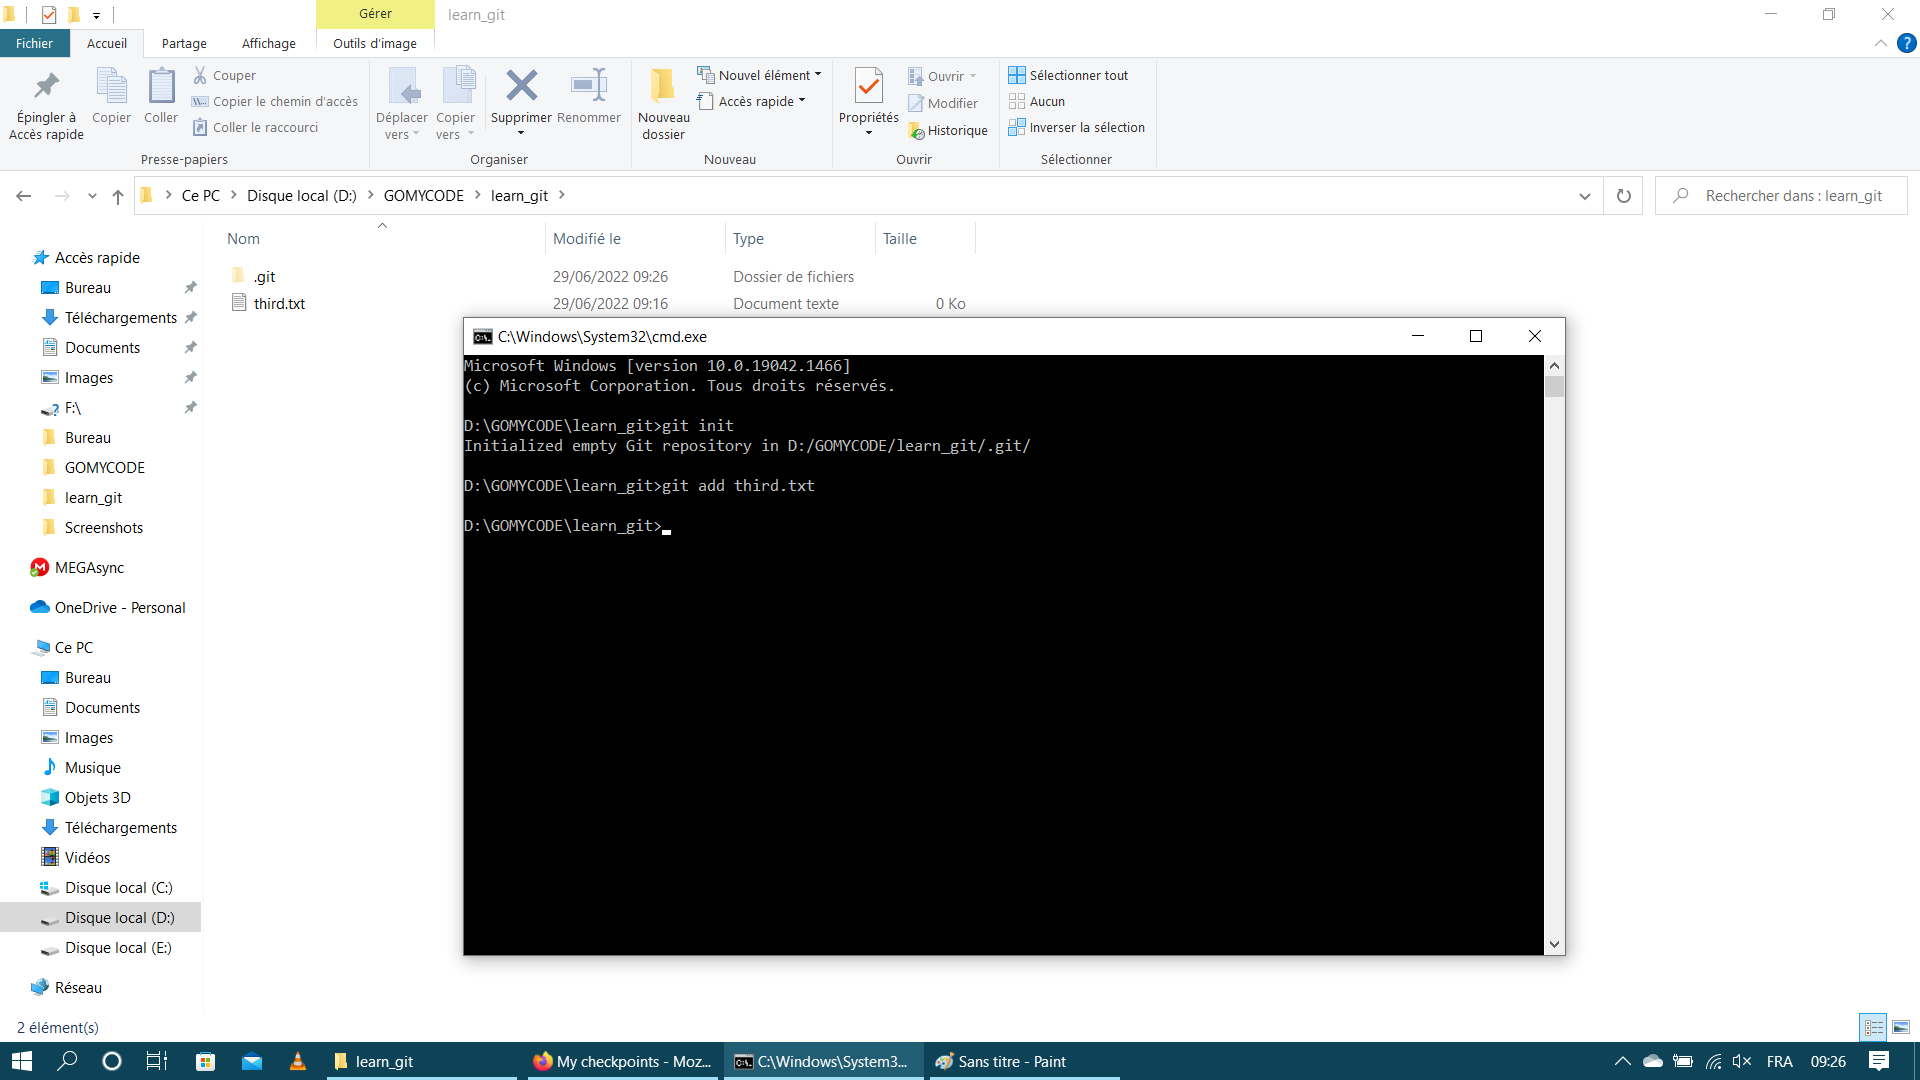 Gérer
learn_git
Fichier
Accueil
Partage
Affichage
Outils d'image
Épingler à
Accès rapide
Copier
Coller
Couper
Copier le chemin d'accès
Coller le raccourci
Presse-papiers
Déplacer
vers
Copier
vers
Supprimer
Renommer
Organiser
Nouveau
dossier
Nouvel élément
Accès rapide
Nouveau
Propriétés
Ouvrir
Modifier
Historique
Ouvrir
Sélectionner tout
Aucun
Inverser la sélection
Sélectionner
Ce PC > Disque local (D:) > GOMYCODE > learn_git >
Rechercher dans : learn_git
Nom Modifié le Type Taille
.git 29/06/2022 09:26 Dossier de fichiers
third.txt 29/06/2022 09:16 Document texte 0 Ko
Accès rapide
Bureau
Téléchargements
Documents
Images
F:\
Bureau
GOMYCODE
learn_git
Screenshots
MEGAsync
OneDrive - Personal
Ce PC
Bureau
Documents
Images
Musique
Objets 3D
Téléchargements
Vidéos
Disque local (C:)
Disque local (D:)
Disque local (E:)
Réseau
2 élément(s)
C:\Windows\System32\cmd.exe
Microsoft Windows [version 10.0.19042.1466]
(c) Microsoft Corporation. Tous droits réservés.
D:\GOMYCODE\learn_git>git init
Initialized empty Git repository in D:/GOMYCODE/learn_git/.git/
D:\GOMYCODE\learn_git>git add third.txt
D:\GOMYCODE\learn_git>
learn_git
My checkpoints - Moz...
C:\Windows\System3...
Sans titre - Paint
FRA
09:26